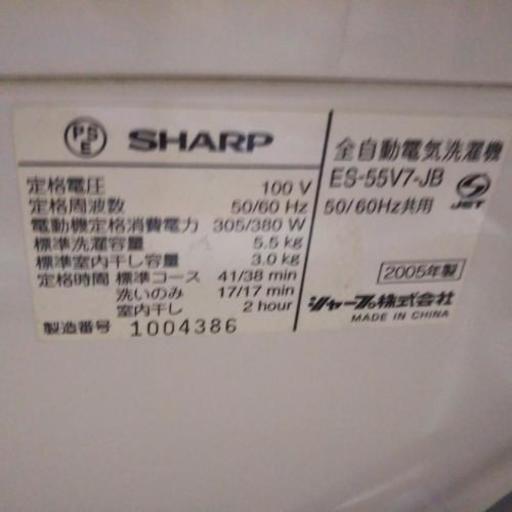 PSE SHARP
定格電圧 100 V
定格周波数 50/60 Hz
電動機定格消費電力 305/380 W
標準洗濯容量 5.5 kg
標準室内干し容量 3.0 kg
定格時間 標準コース 41/38 min
洗いのみ 17/17 min
室内干し 2 hour
製造番号 1004386
全自動電気洗濯機
ES-55V7-JB
50/60Hz共用 JET
2005年製
シャープ株式会社
MADE IN CHINA